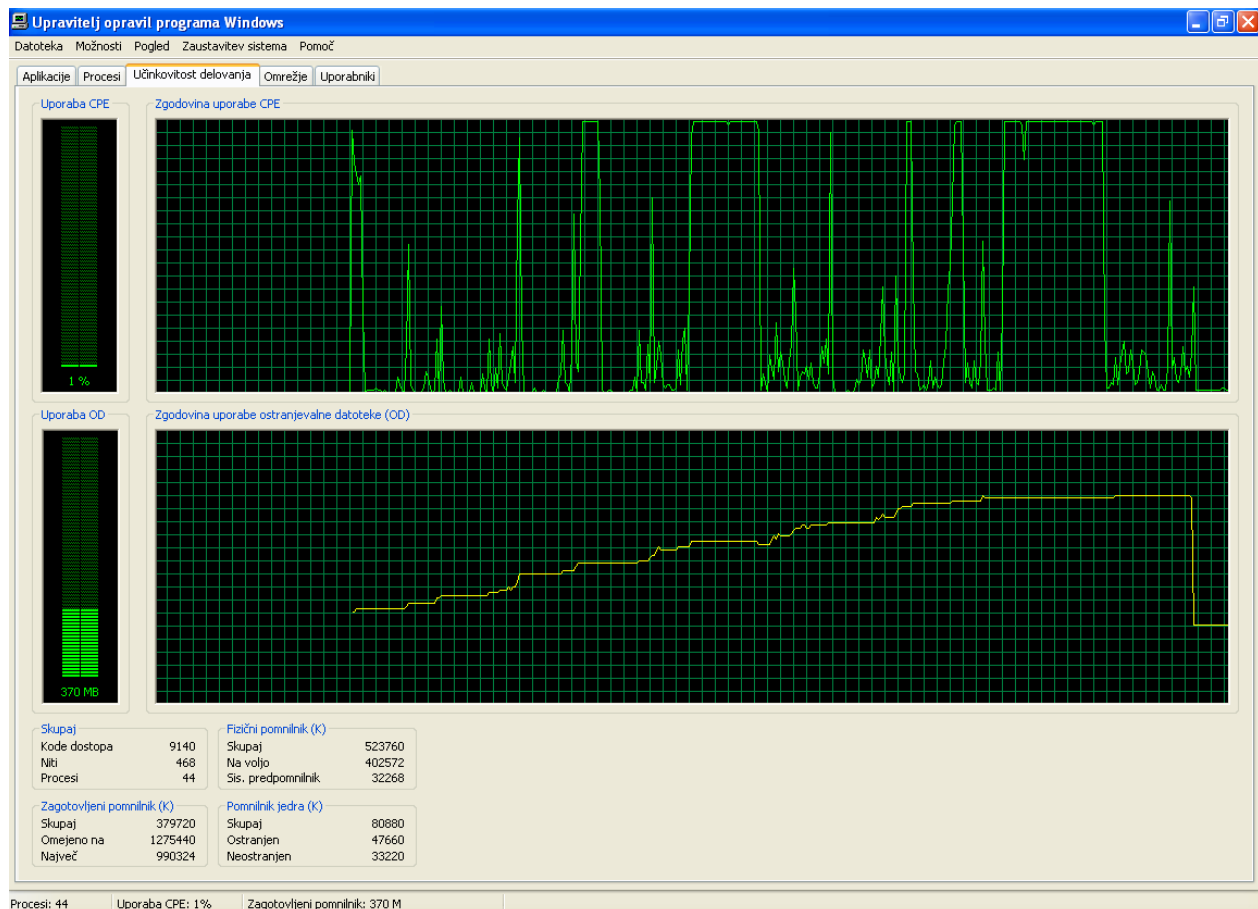 Upravitelj opravil programa Windows
Datoteka Možnosti Pogled Zaustavitev sistema Pomoč
Aplikacije Procesi Učinkovitost delovanja Omrežje Uporabniki
Uporaba CPE Zgodovina uporabe CPE
1 %
Uporaba OD Zgodovina uporabe ostranjevalne datoteke (OD)
370 MB
Skupaj
Kode dostopa 9140
Niti 468
Procesi 44
Fizični pomnilnik (K)
Skupaj 523760
Na voljo 402572
Sis. predpomnilnik 32268
Zagotovljeni pomnilnik (K)
Skupaj 379720
Omejeno na 1275440
Največ 990324
Pomnilnik jedra (K)
Skupaj 80880
Ostranjen 47660
Neostranjen 33220
Procesi: 44 Uporaba CPE: 1% Zagotovljeni pomnilnik: 370 M